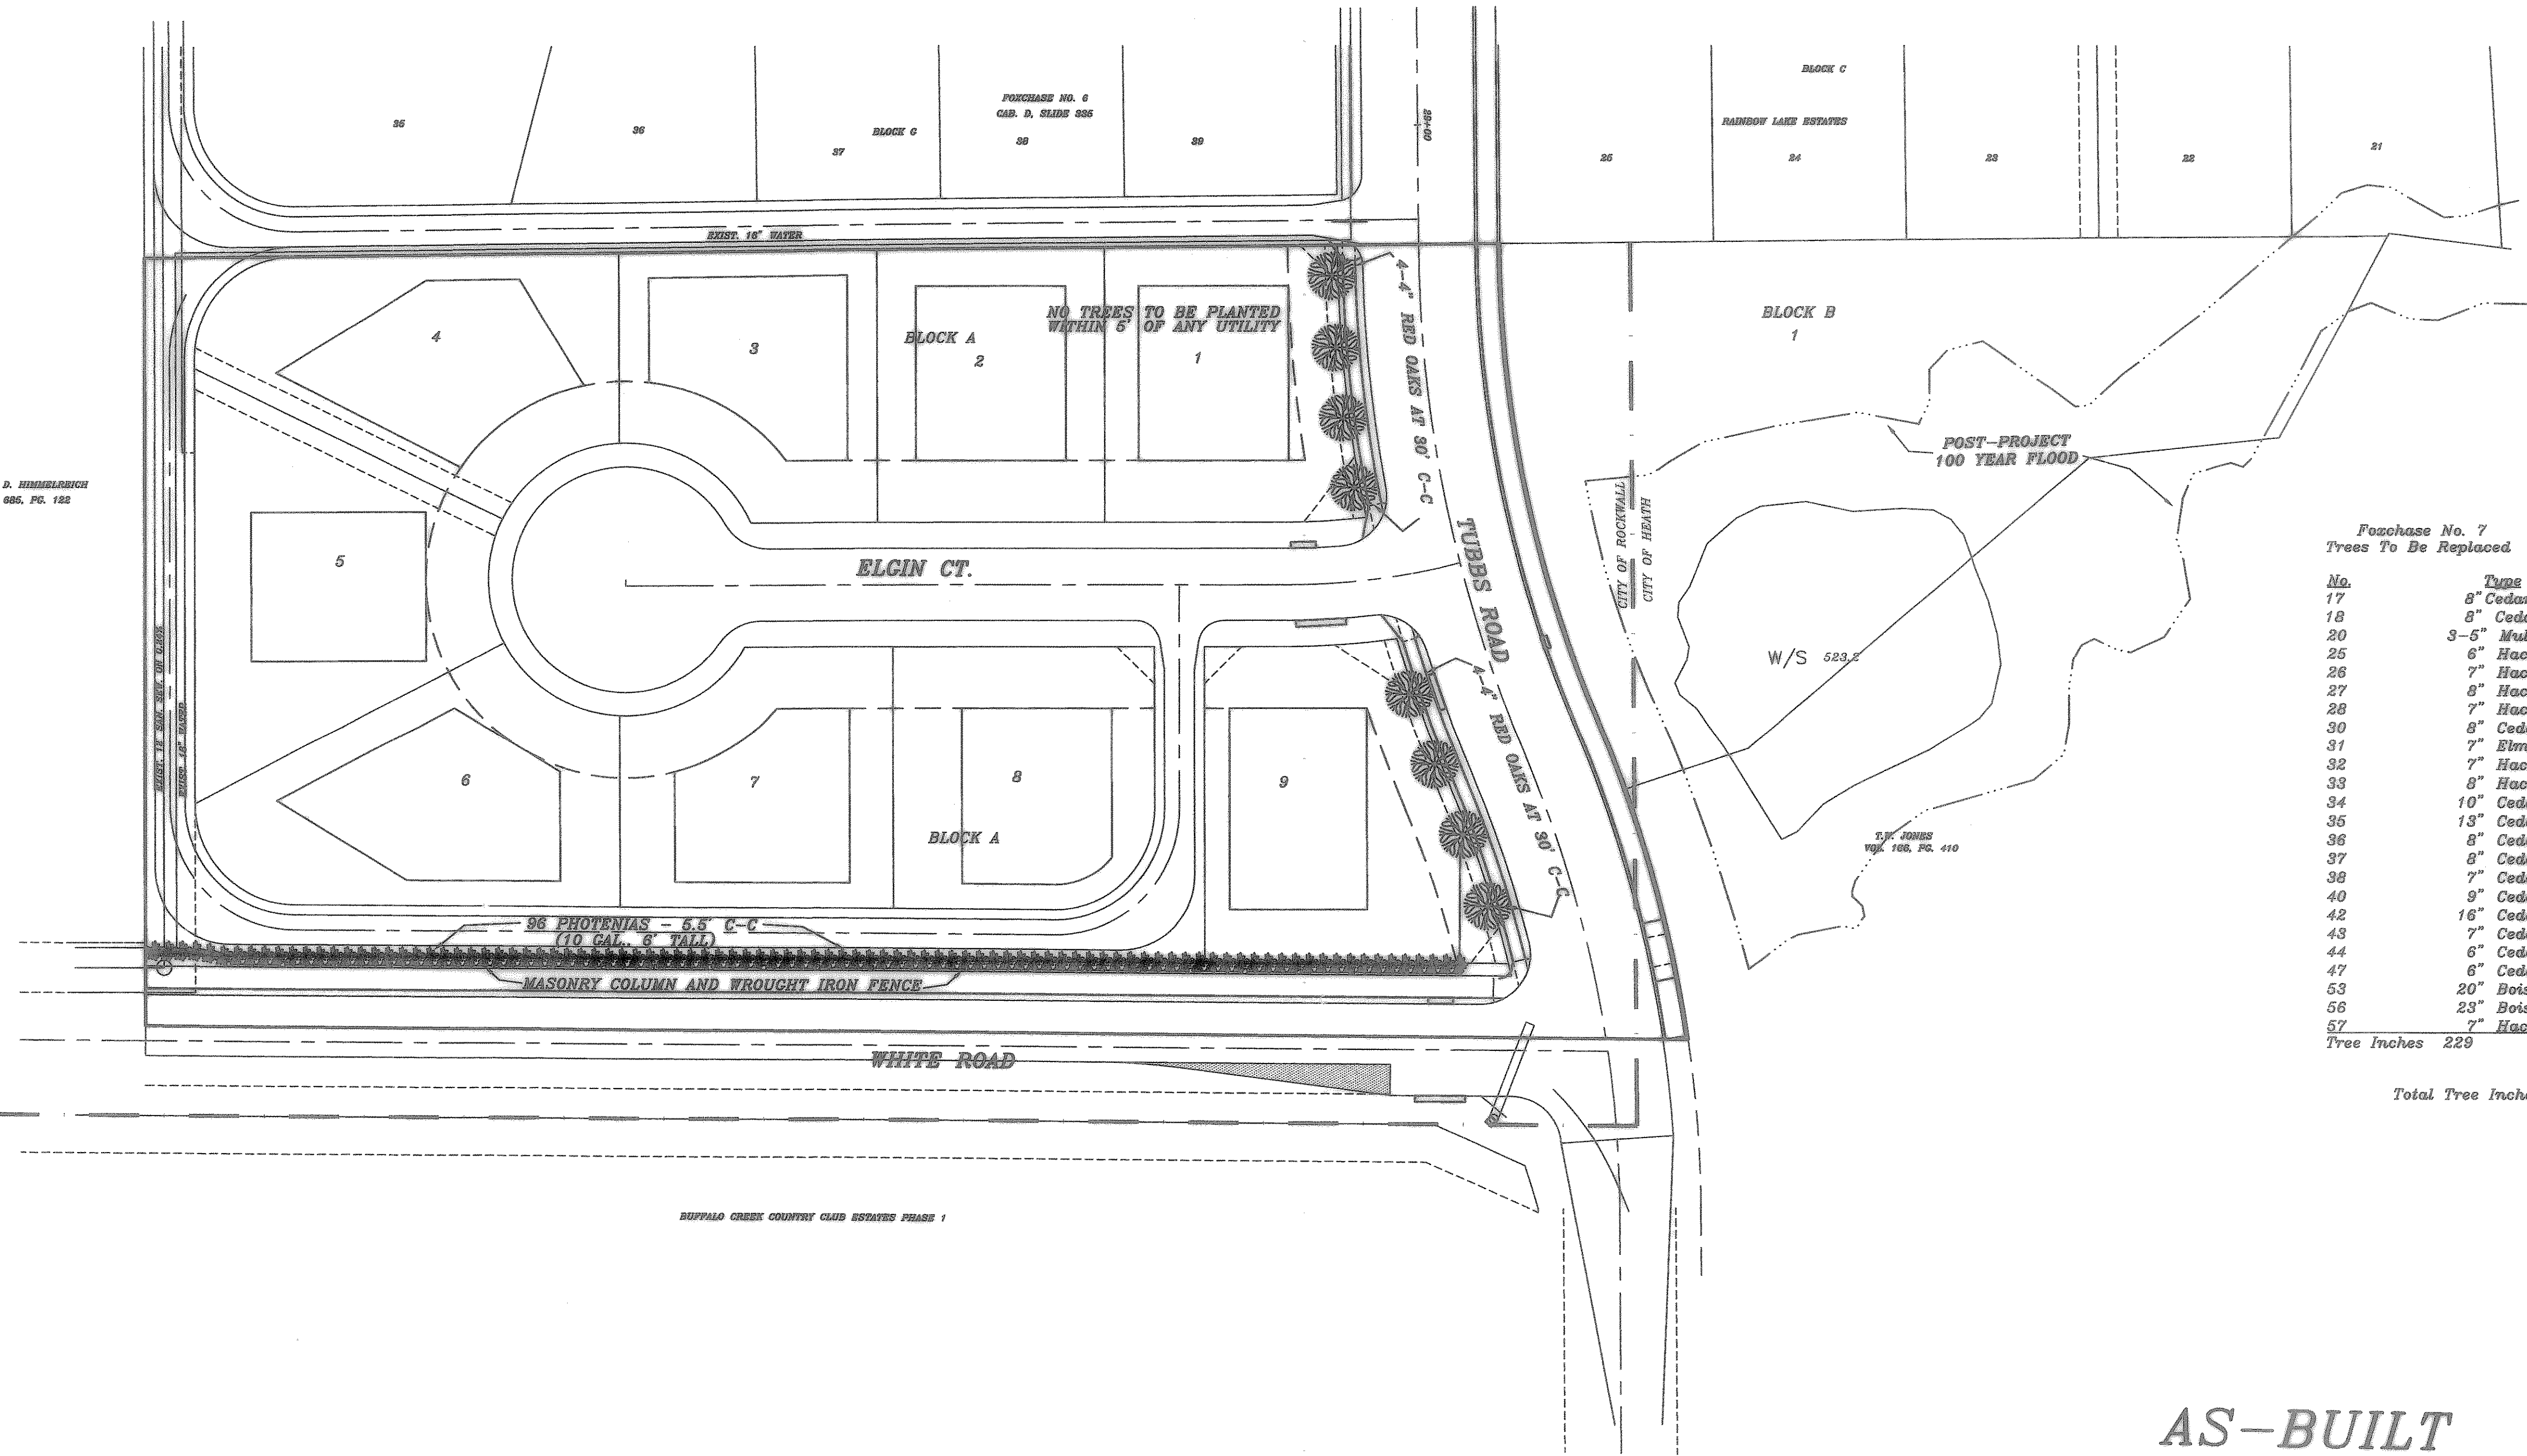 BLOCK C
FOXCHASE NO. 6
CAB. D, SLIDE 335
35
36
37
BLOCK G
38
39
29+00
RAINBOW LAKE ESTATES
25
24
23
22
21
EXIST. 16" WATER
4
3
BLOCK A
2
NO TREES TO BE PLANTED
WITHIN 5' OF ANY UTILITY
1
4-4" RED OAKS AT 30' C-C
BLOCK B
1
POST-PROJECT
100 YEAR FLOOD
D. HIMMELREICH
685, PG. 122
5
ELGIN CT.
TUBBS ROAD
CITY OF ROCKWALL
CITY OF HEATH
W/S 523.2
EXIST. 16" WATER
6
7
8
9
BLOCK A
4-4" RED OAKS AT 30' C-C
T.W. JONES
VOL. 166, PG. 410
96 PHOTENIAS - 5.5' C-C
(10 GAL., 6' TALL)
MASONRY COLUMN AND WROUGHT IRON FENCE
WHITE ROAD
BUFFALO CREEK COUNTRY CLUB ESTATES PHASE 1
Foxchase No. 7
Trees To Be Replaced
No. Type
17 8" Ceda
18 8" Ced
20 3-5" Mul
25 6" Hac
26 7" Hac
27 8" Hac
28 7" Hac
30 8" Ced
31 7" Elm
32 7" Hac
33 8" Hac
34 10" Ced
35 13" Ced
36 8" Ced
37 8" Ced
38 7" Ced
40 9" Ced
42 16" Ced
43 7" Ced
44 6" Ced
47 6" Ced
53 20" Bois
56 23" Bois
57 7" Hac
Tree Inches 229
Total Tree Inch
AS-BUILT